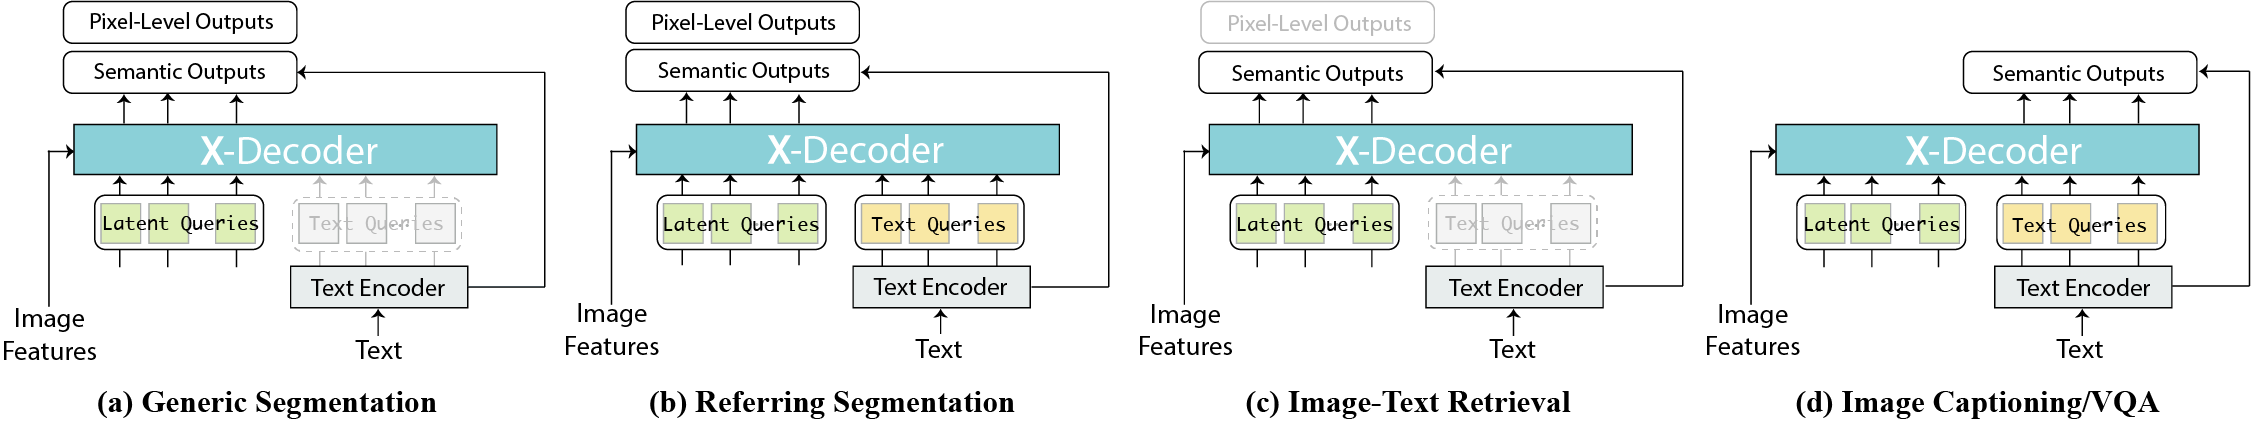 Pixel-Level Outputs
Semantic Outputs
X-Decoder
Latent Queries
Text Queries
Text Encoder
Image
Features
Text
(a) Generic Segmentation
Pixel-Level Outputs
Semantic Outputs
X-Decoder
Latent Queries
Text Queries
Text Encoder
Image
Features
Text
(b) Referring Segmentation
Pixel-Level Outputs
Semantic Outputs
X-Decoder
Latent Queries
Text Queries
Text Encoder
Image
Features
Text
(c) Image-Text Retrieval
Semantic Outputs
X-Decoder
Latent Queries
Text Queries
Text Encoder
Image
Features
Text
(d) Image Captioning/VQA